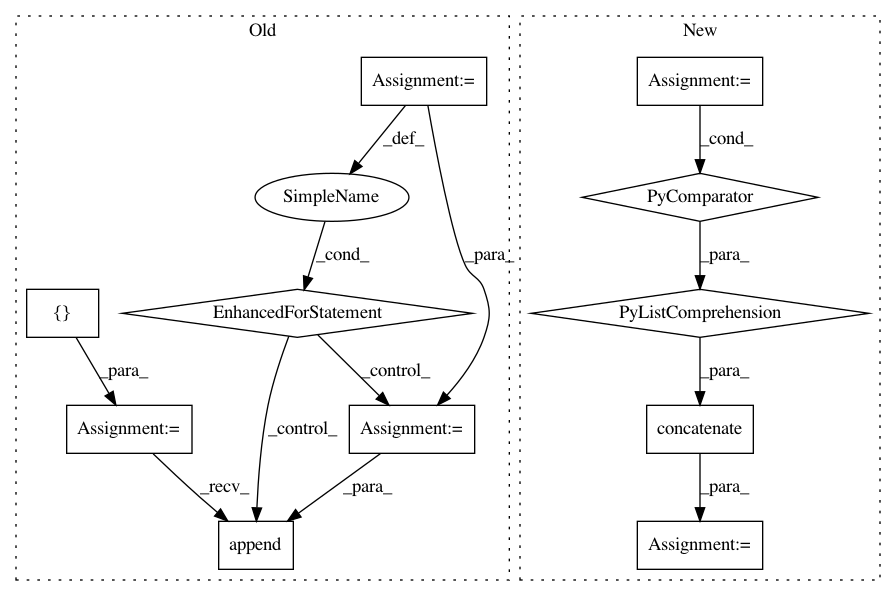 Old
New
Assignment:=
Assignment:=
_def_
_cond_
SimpleName
PyComparator
_cond_
_para_
_para_
{}
EnhancedForStatement
PyListComprehension
_para_
_control_
_para_
Assignment:=
Assignment:=
concatenate
_control_
_recv_
_para_
_para_
append
Assignment:=